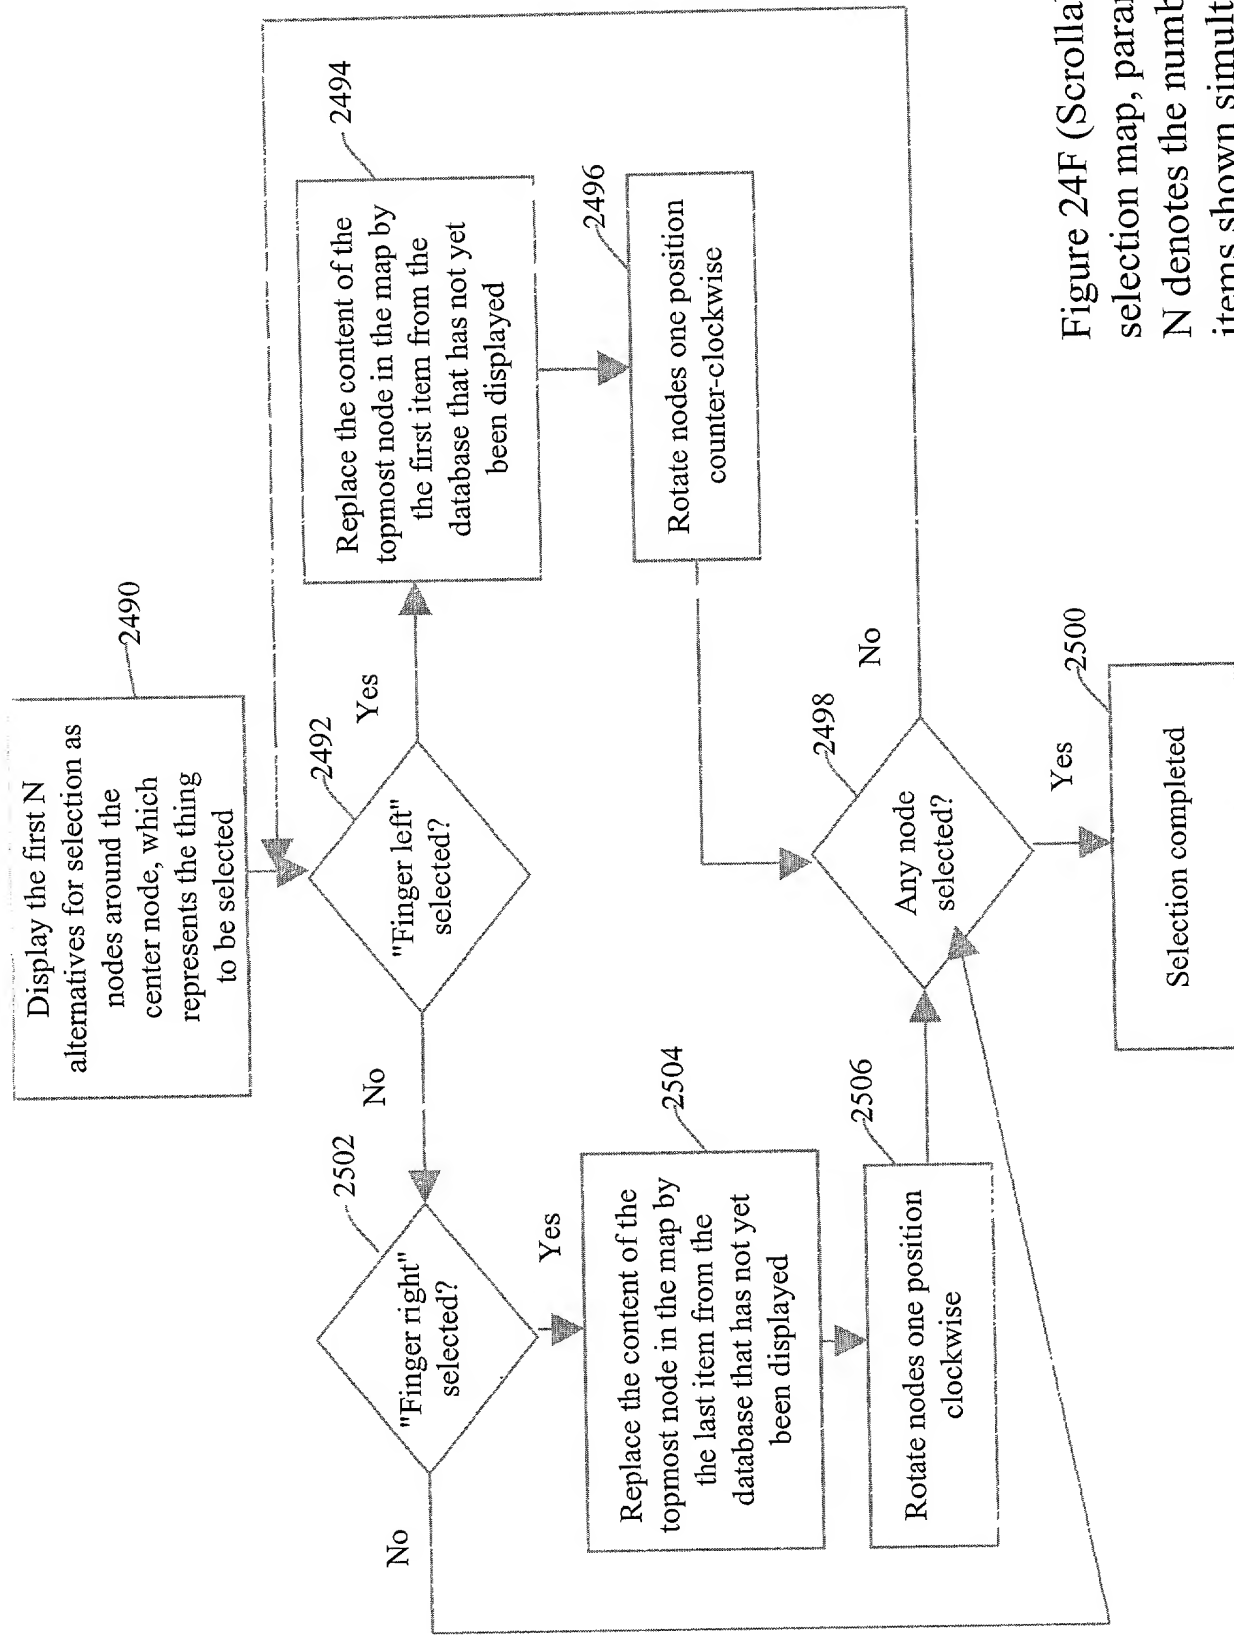 Display the first N
alternatives for selection as
nodes around the
center node, which
represents the thing
to be selected
2490
"Finger left"
selected?
2492
Yes
No
Replace the content of the
topmost node in the map by
the first item from the
database that has not yet
been displayed
2494
Rotate nodes one position
counter-clockwise
2496
"Finger right"
selected?
2502
Yes
No
Replace the content of the
topmost node in the map by
the last item from the
database that has not yet
been displayed
2504
Rotate nodes one position
clockwise
2506
Any node
selected?
2498
No
Yes
Selection completed
2500
Figure 24F
selection map,
N denotes the
items shown